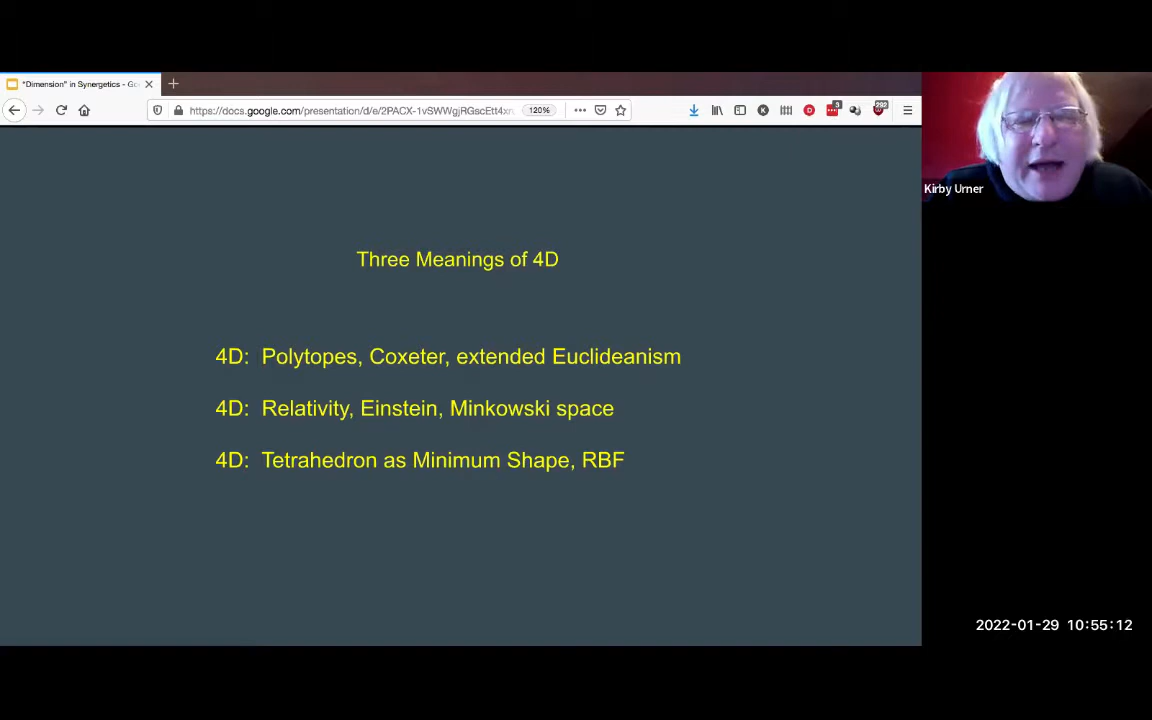 "Dimension" in Synergetics - Go
https://docs.google.com/presentation/d/e/2PACX-1vSWWgjRGscEtt4x 120%
3
292
Kirby Urner
Three Meanings of 4D
4D: Polytopes, Coxeter, extended Euclideanism
4D: Relativity, Einstein, Minkowski space
4D: Tetrahedron as Minimum Shape, RBF
2022-01-29 10:55:12